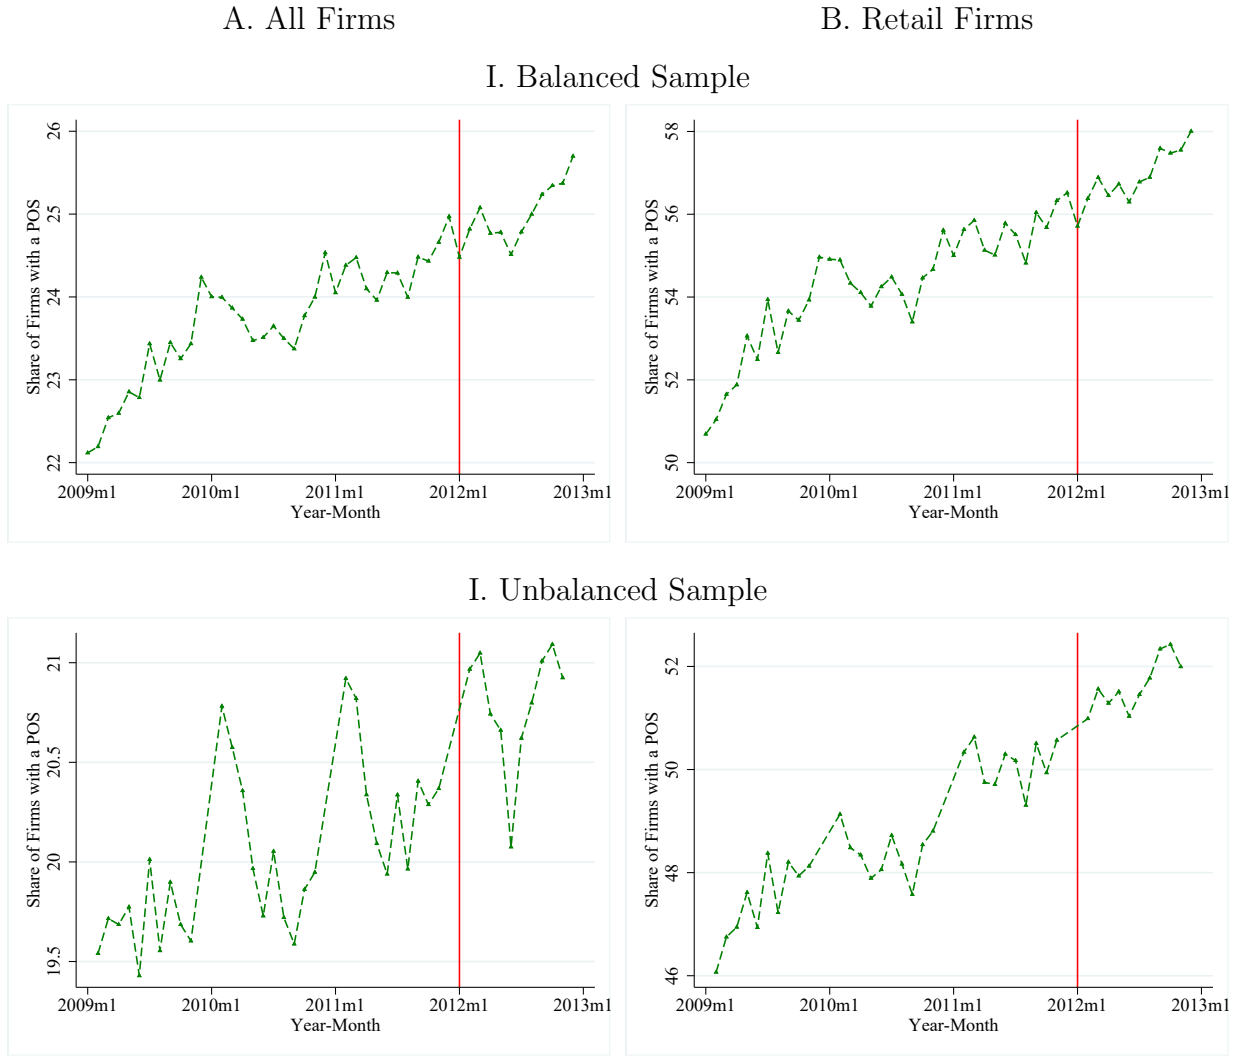 A. All Firms
B. Retail Firms
I. Balanced Sample
Share of Firms with a POS
26
25
24
23
22
2009m1 2010m1 2011m1 2012m1 2013m1
Year-Month
Share of Firms with a POS
58
56
54
52
50
2009m1 2010m1 2011m1 2012m1 2013m1
Year-Month
I. Unbalanced Sample
Share of Firms with a POS
21
20.5
20
19.5
2009m1 2010m1 2011m1 2012m1 2013m1
Year-Month
Share of Firms with a POS
52
50
48
46
2009m1 2010m1 2011m1 2012m1 2013m1
Year-Month